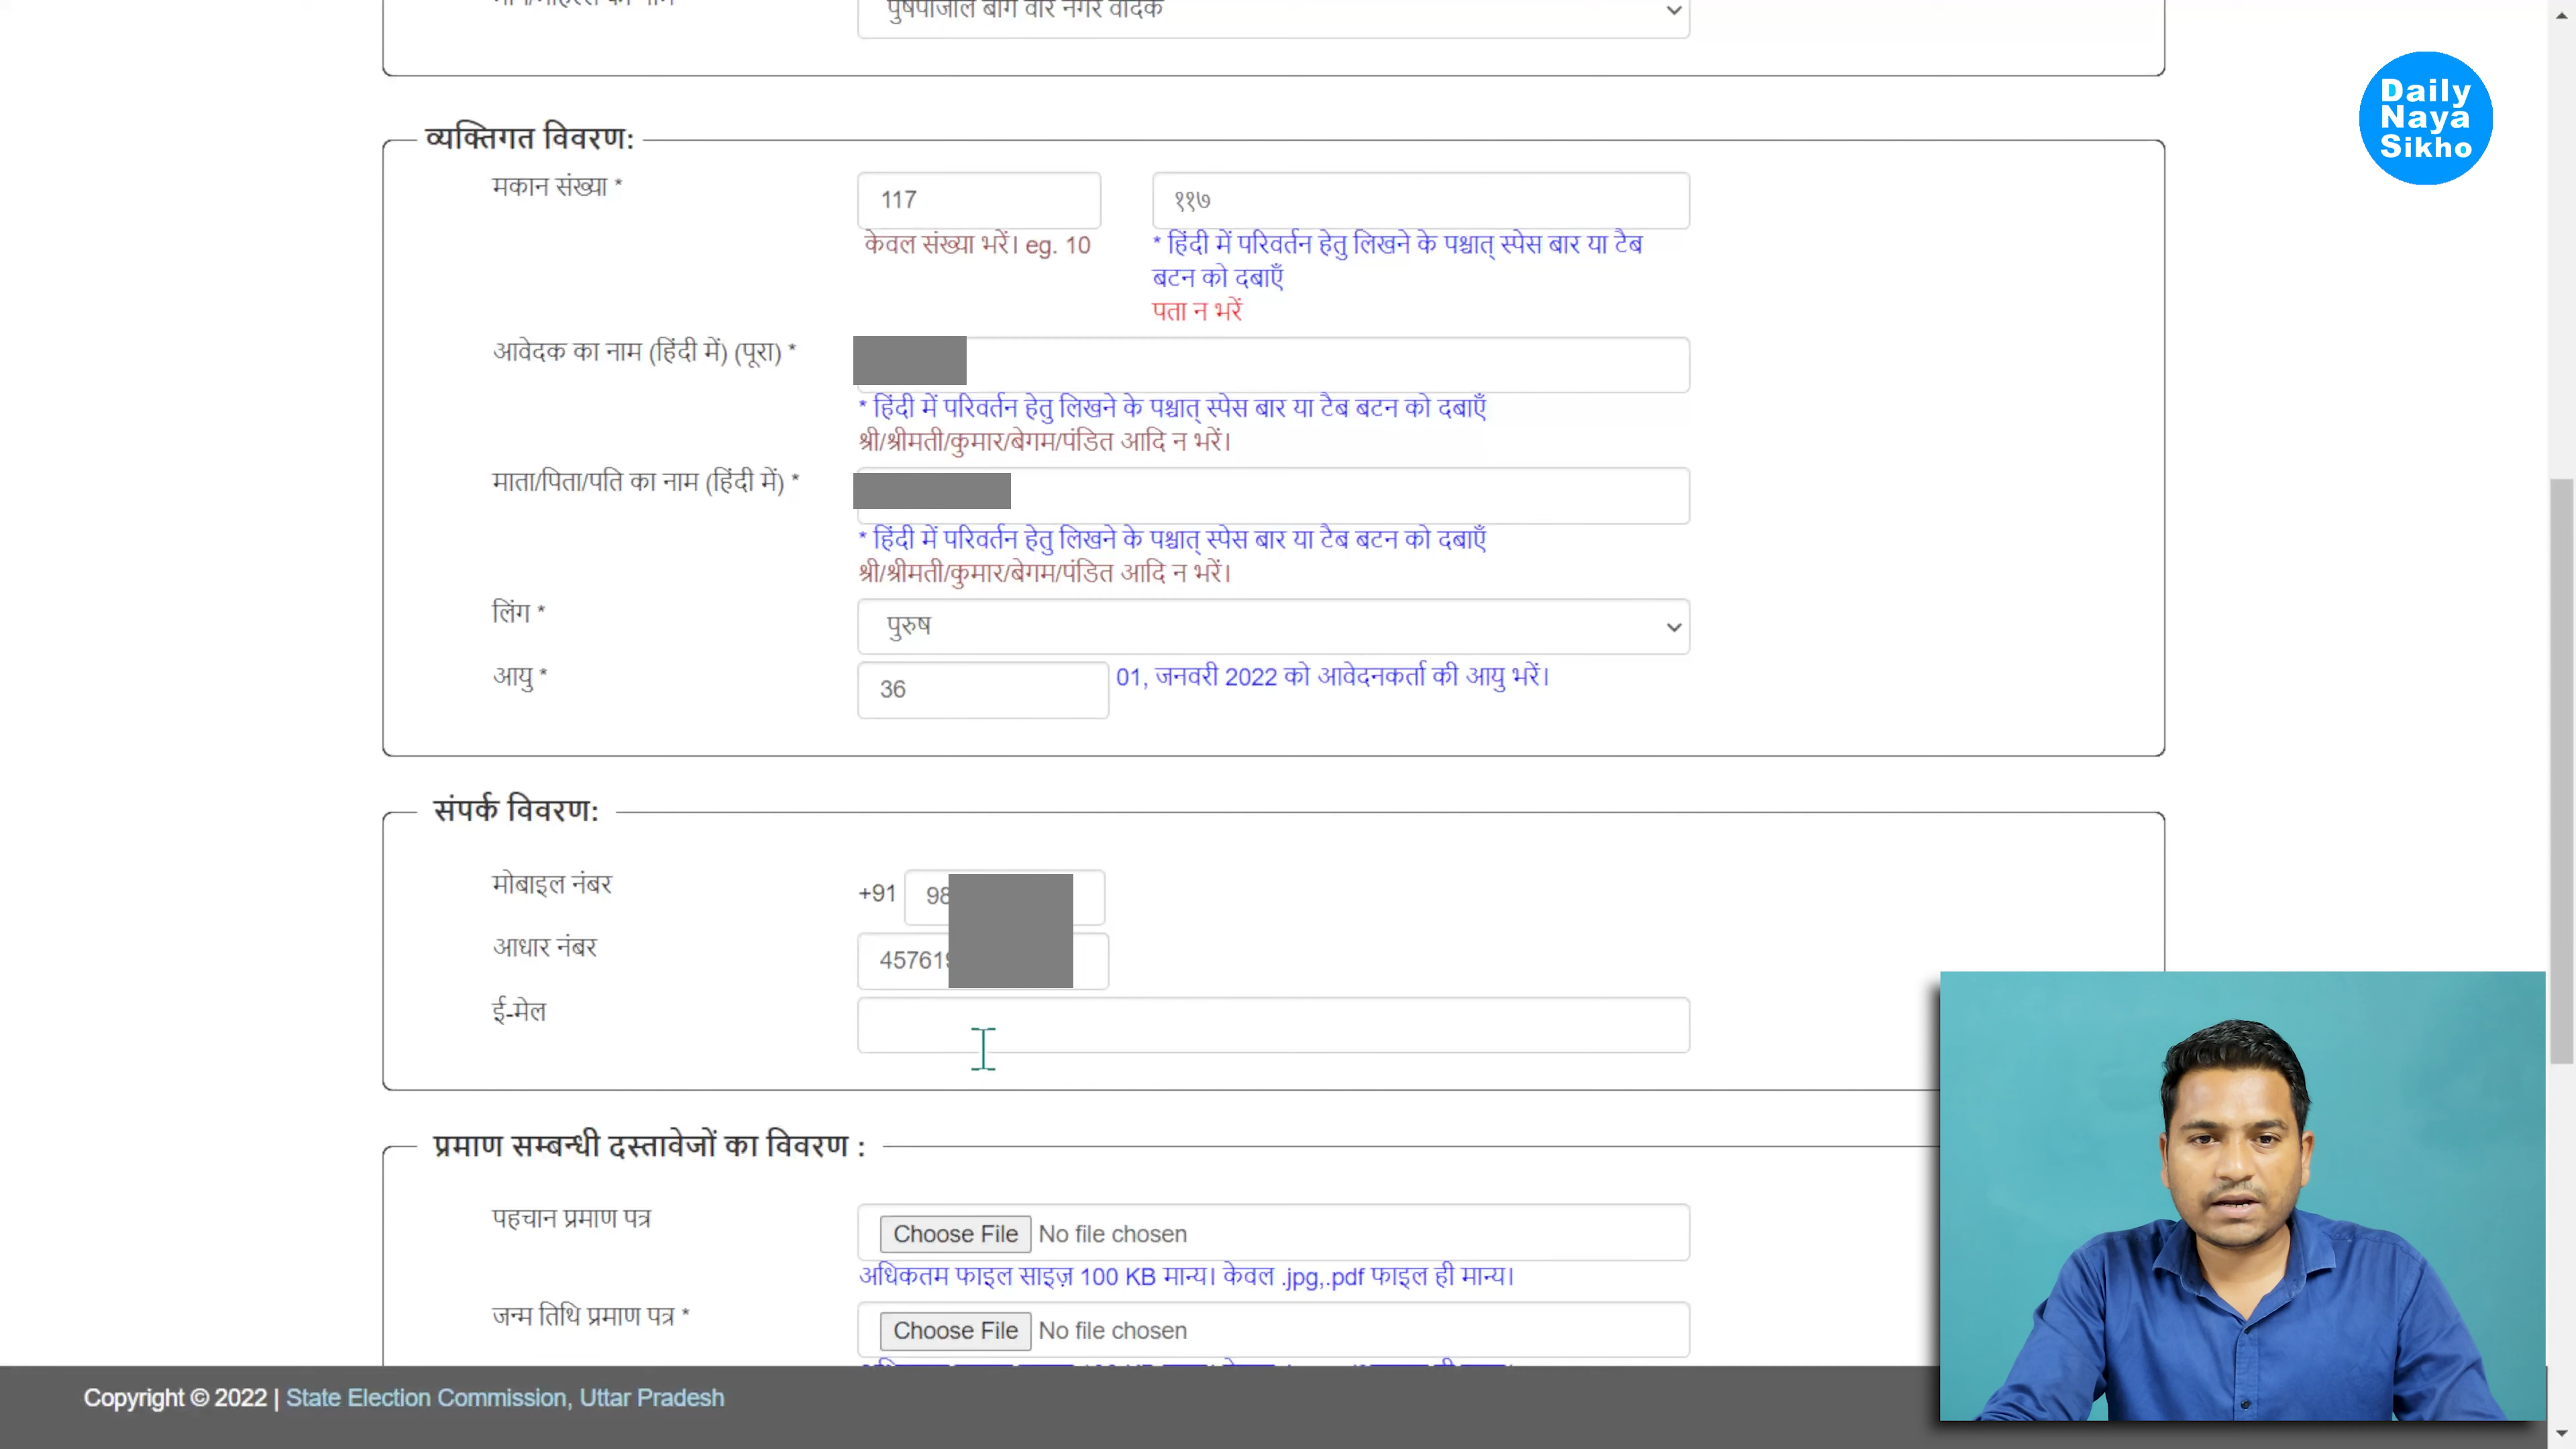 व्यक्तिगत विवरण:
Daily
Naya
Sikho
मकान संख्या *
117
११७
केवल संख्या भरें। eg. 10
* हिंदी में परिवर्तन हेतु लिखने के पश्चात् स्पेस बार या टैब
बटन को दबाएँ
पता न भरें
आवेदक का नाम (हिंदी में) (पूरा) *
* हिंदी में परिवर्तन हेतु लिखने के पश्चात् स्पेस बार या टैब बटन को दबाएँ
श्री/श्रीमती/कुमार/बेगम/पंडित आदि न भरें।
माता/पिता/पति का नाम (हिंदी में) *
* हिंदी में परिवर्तन हेतु लिखने के पश्चात् स्पेस बार या टैब बटन को दबाएँ
श्री/श्रीमती/कुमार/बेगम/पंडित आदि न भरें।
लिंग *
पुरुष
आयु *
36
01, जनवरी 2022 को आवेदनकर्ता की आयु भरें।
संपर्क विवरण:
मोबाइल नंबर
+91
98
आधार नंबर
45761
ई-मेल
प्रमाण सम्बन्धी दस्तावेजों का विवरण :
पहचान प्रमाण पत्र
Choose File No file chosen
अधिकतम फाइल साइज़ 100 KB मान्य। केवल .jpg,.pdf फाइल ही मान्य।
जन्म तिथि प्रमाण पत्र *
Choose File No file chosen
Copyright © 2022 | State Election Commission, Uttar Pradesh